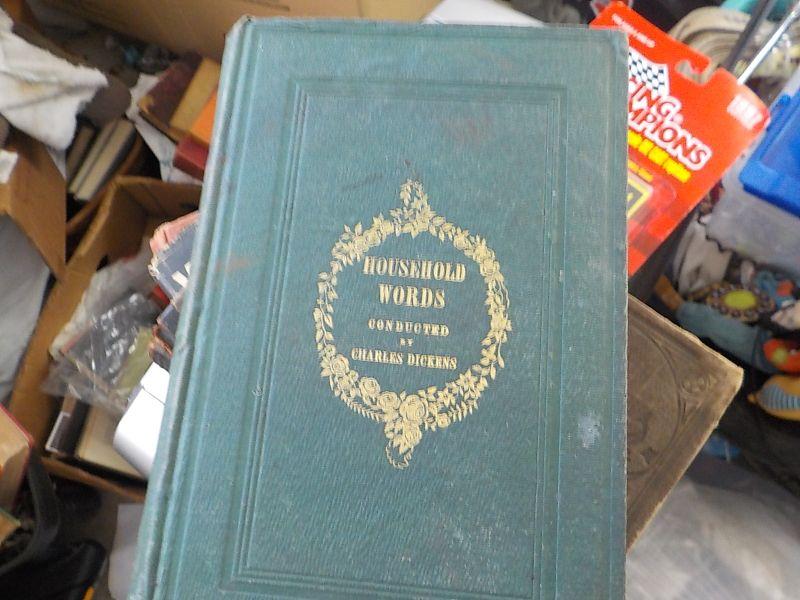 HOUSEHOLD
WORDS
CONDUCTED
BY
CHARLES DICKENS